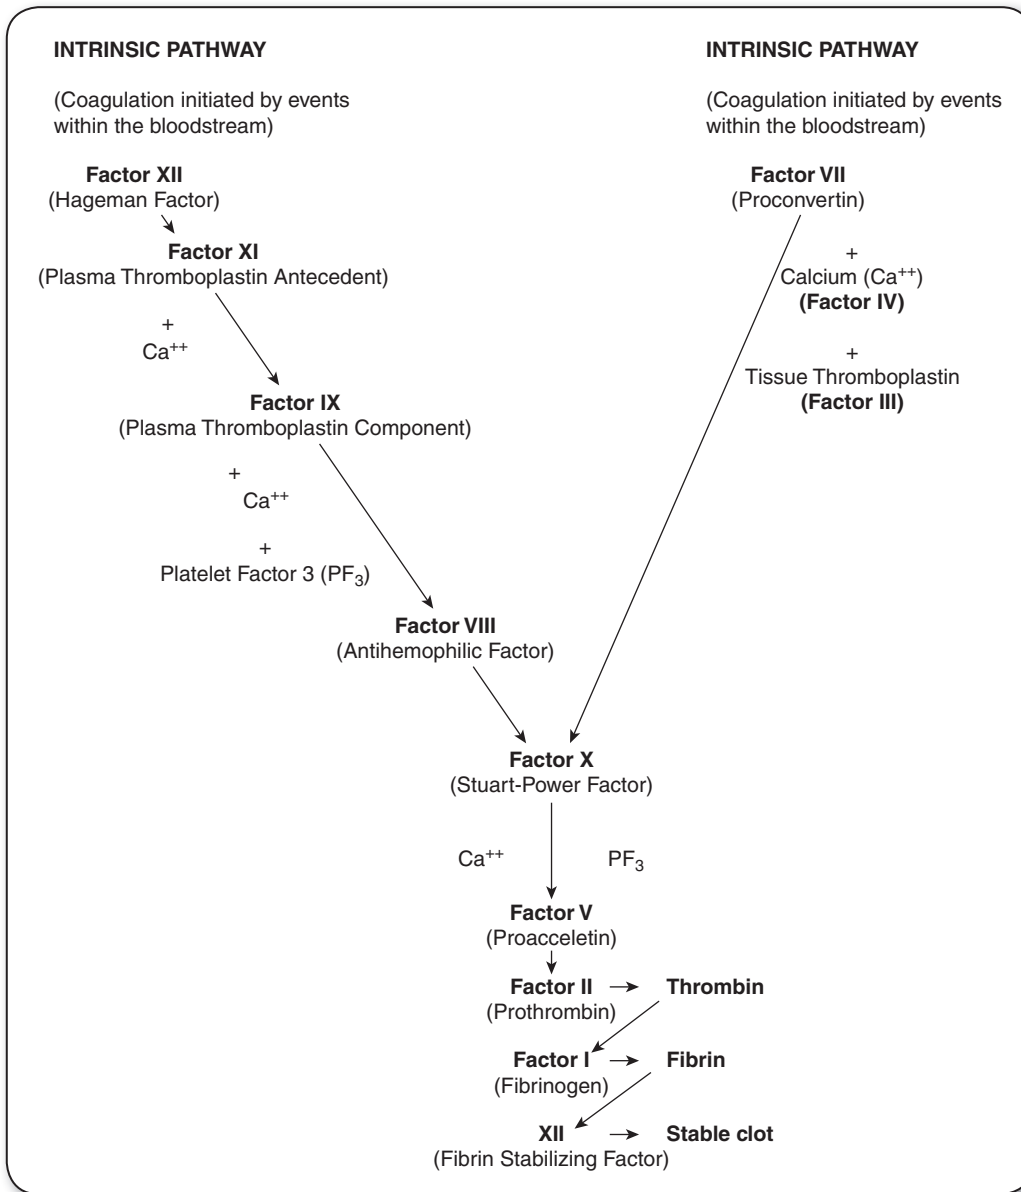 INTRINSIC PATHWAY
(Coagulation initiated by events
within the bloodstream)
INTRINSIC PATHWAY
(Coagulation initiated by events
within the bloodstream)
Factor XII
(Hageman Factor)
Factor VII
(Proconvertin)
Factor XI
(Plasma Thromboplastin Antecedent)
+
Calcium (Ca⁺⁺)
(Factor IV)
+
Ca⁺⁺
+
Tissue Thromboplastin
(Factor III)
Factor IX
(Plasma Thromboplastin Component)
+
Ca⁺⁺
+
Platelet Factor 3 (PF₃)
Factor VIII
(Antihemophilic Factor)
Factor X
(Stuart-Power Factor)
Ca⁺⁺ PF₃
Factor V
(Proacceletin)
Factor II → Thrombin
(Prothrombin)
Factor I → Fibrin
(Fibrinogen)
XII → Stable clot
(Fibrin Stabilizing Factor)